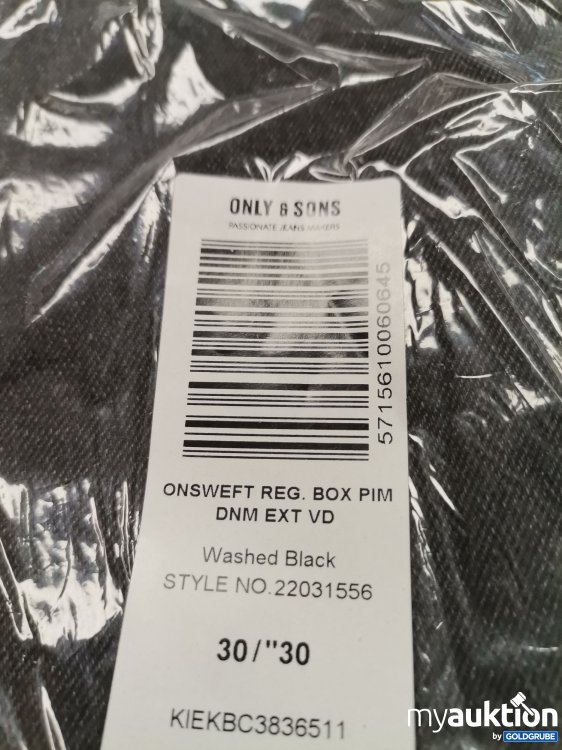 ONLY & SONS
PASSIONATE JEANS MAKERS
5715610060645
ONSWEFT REG. BOX PIM
DNM EXT VD
Washed Black
STYLE NO.22031556
30/"30
KIEKBC3836511
myauktion
by GOLDGRUBE